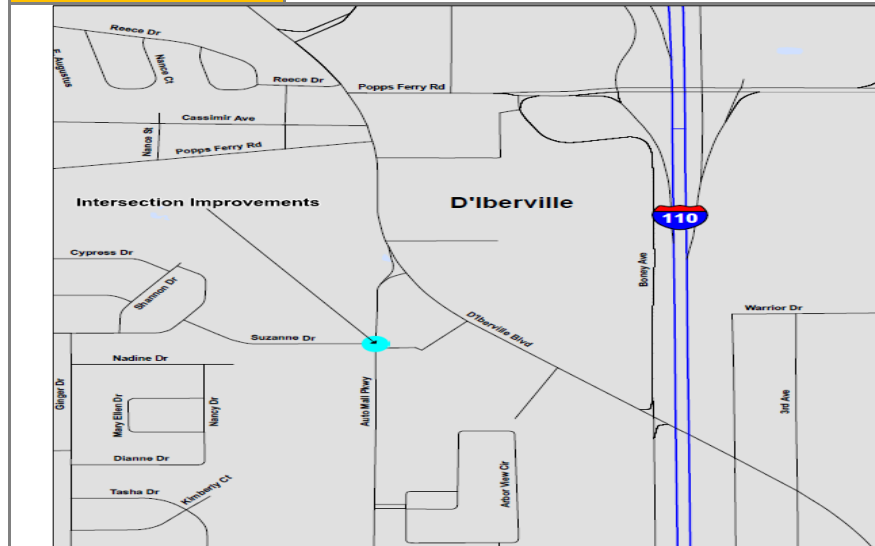 Reece Dr
F. Augustus
Nance Ct
Reece Dr
Popps Ferry Rd
Cassimir Ave
Nance St
Popps Ferry Rd
Intersection Improvements
D'Iberville
110
Cypress Dr
Shannon Dr
Boney Ave
Warrior Dr
Suzanne Dr
D'Iberville Blvd
Nadine Dr
Ginger Dr
Mary Ellen Dr
Nancy Dr
Auto Mall Pkwy
3rd Ave
Dianne Dr
Tasha Dr
Kimberly Ct
Arbor View Cir